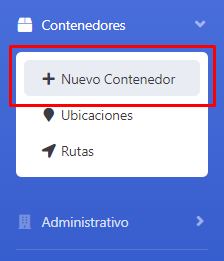 Contenedores
Nuevo Contenedor
Ubicaciones
Rutas
Administrativo